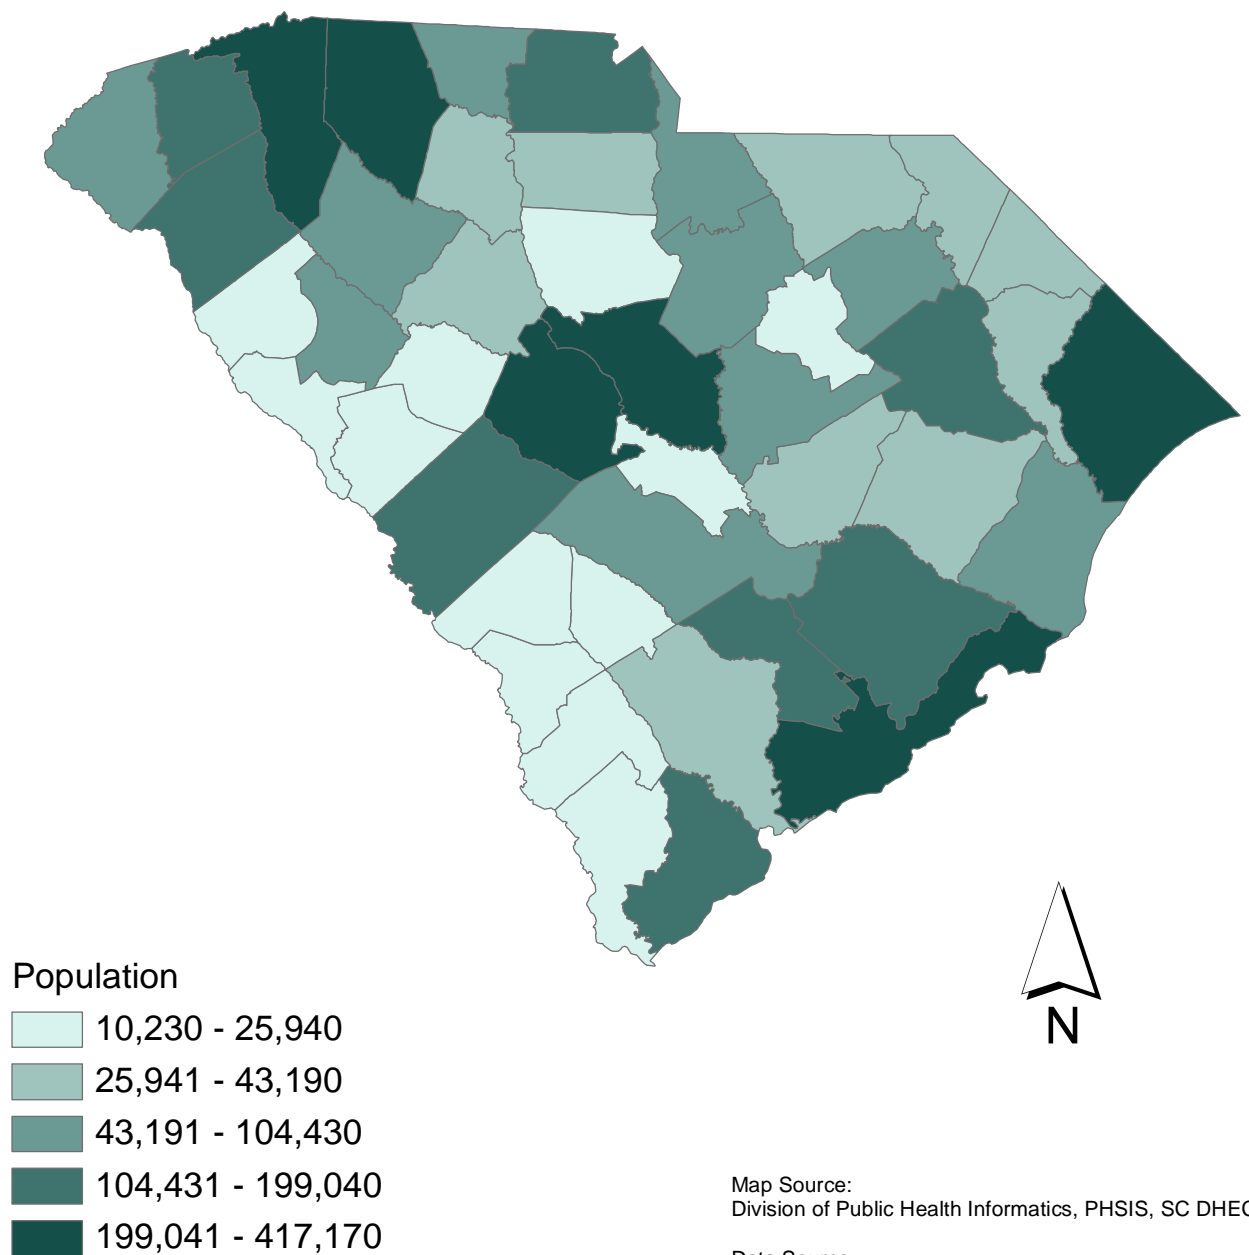 N
Population
10,230 - 25,940
25,941 - 43,190
43,191 - 104,430
104,431 - 199,040
199,041 - 417,170
Map Source:
Division of Public Health Informatics, PHSIS, SC DHEC